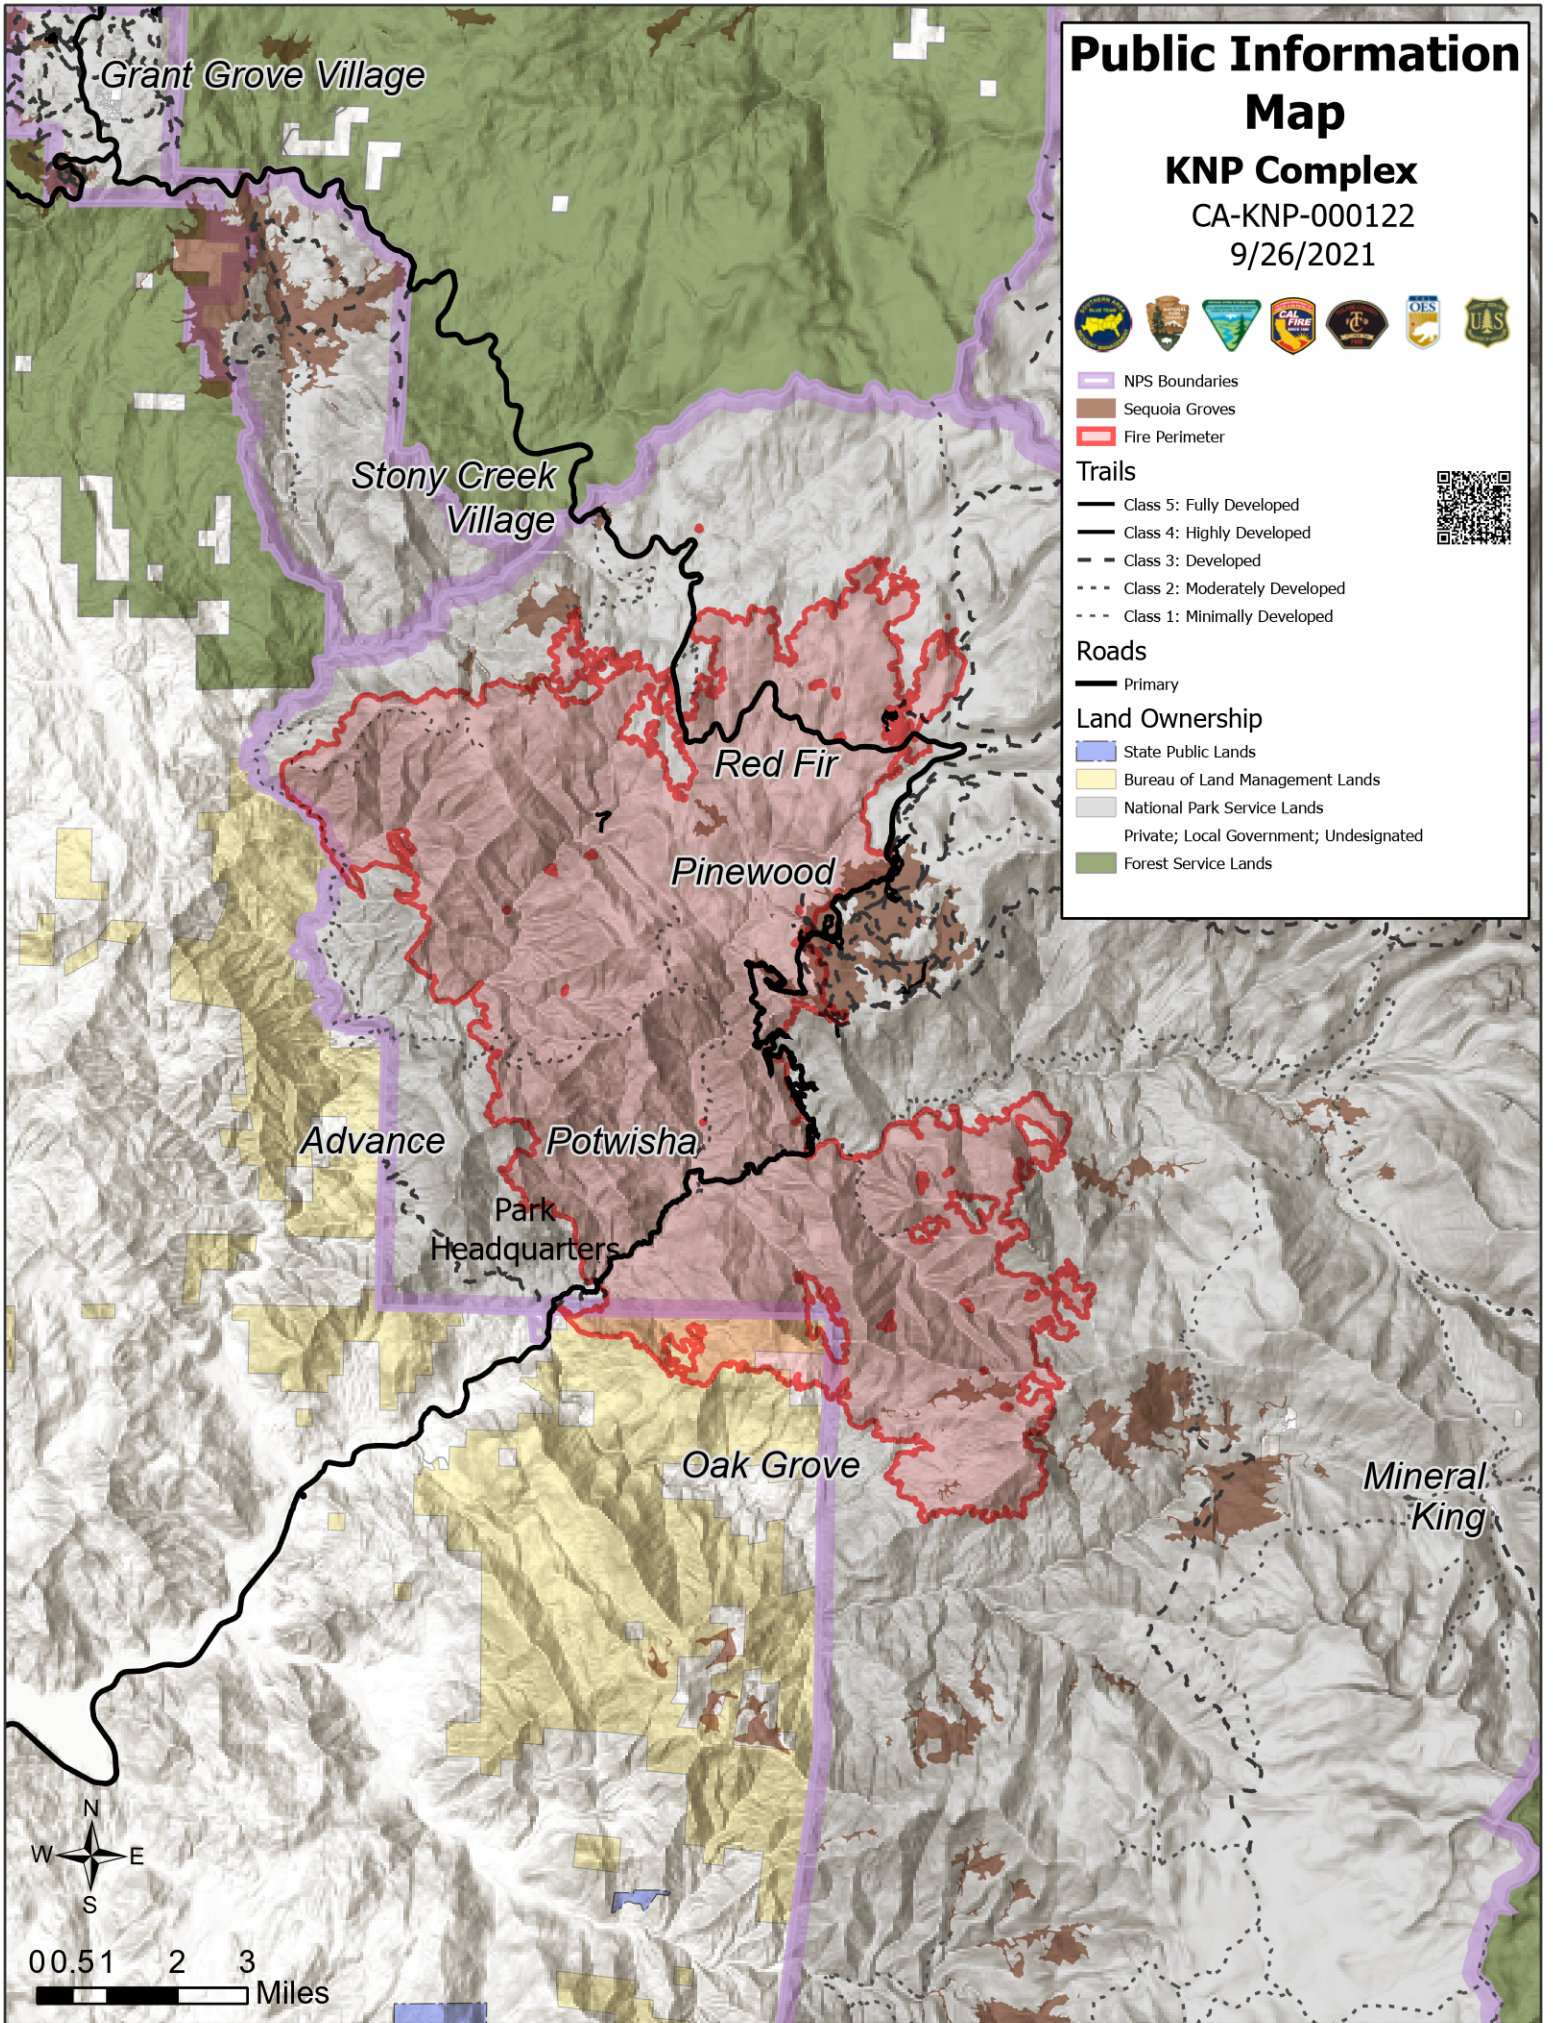 Public Information
Map
KNP Complex
CA-KNP-000122
9/26/2021
CAL
FIRE
OES
U S
NPS Boundaries
Sequoia Groves
Fire Perimeter
Trails
Class 5: Fully Developed
Class 4: Highly Developed
Class 3: Developed
Class 2: Moderately Developed
Class 1: Minimally Developed
Roads
Primary
Land Ownership
State Public Lands
Bureau of Land Management Lands
National Park Service Lands
Private; Local Government; Undesignated
Forest Service Lands
Grant Grove Village
Stony Creek
Village
Red Fir
Pinewood
Advance
Potwisha
Park
Headquarters
Oak Grove
Mineral
King
N
W
E
S
0 0.5 1 2 3
Miles